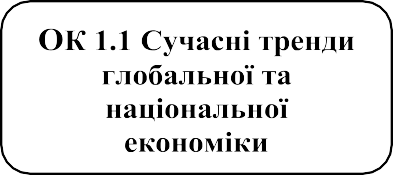 ОК 1.1 Сучасні тренди
глобальної та
національної
економіки